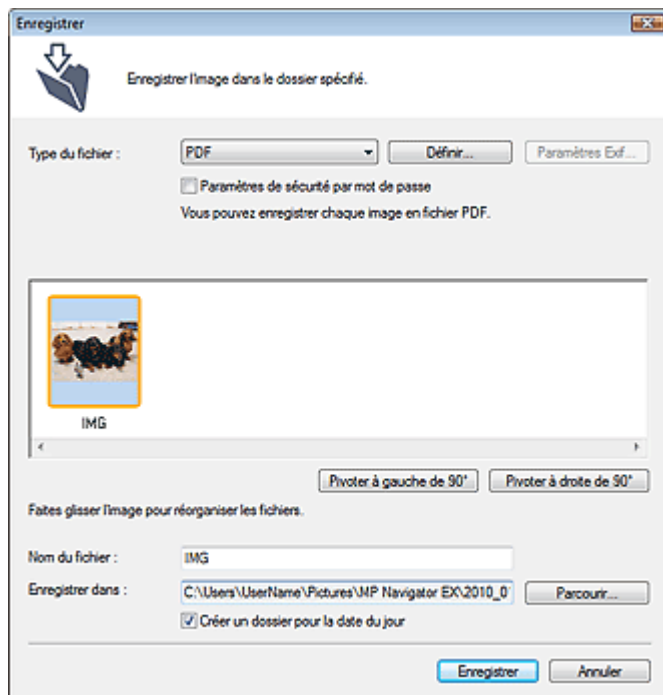 Enregistrer
Enregistrer l'image dans le dossier spécifié.
Type du fichier :
PDF
Définir...
Paramètres Exif...
Paramètres de sécurité par mot de passe
Vous pouvez enregistrer chaque image en fichier PDF.
IMG
Pivoter à gauche de 90°
Pivoter à droite de 90°
Faites glisser l'image pour réorganiser les fichiers.
Nom du fichier :
IMG
Enregistrer dans :
C:\Users\UserName\Pictures\MP Navigator EX\2010_0
Parcourir...
Créer un dossier pour la date du jour
Enregistrer
Annuler